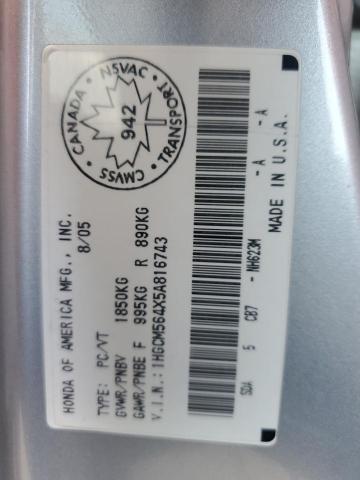 HONDA OF AMERICA MFG., INC.
8/05
TYPE: PC/VT
GVWR/PNBV 1850KG
GAWR/PNBE F 995KG R 890KG
V.I.N.: 1HGCM564X5A816743
CANADA · NSVAC · TRANSPORT · CMVSS
942
SDA 5 CB7 - NH623M - A - A
MADE IN U.S.A.